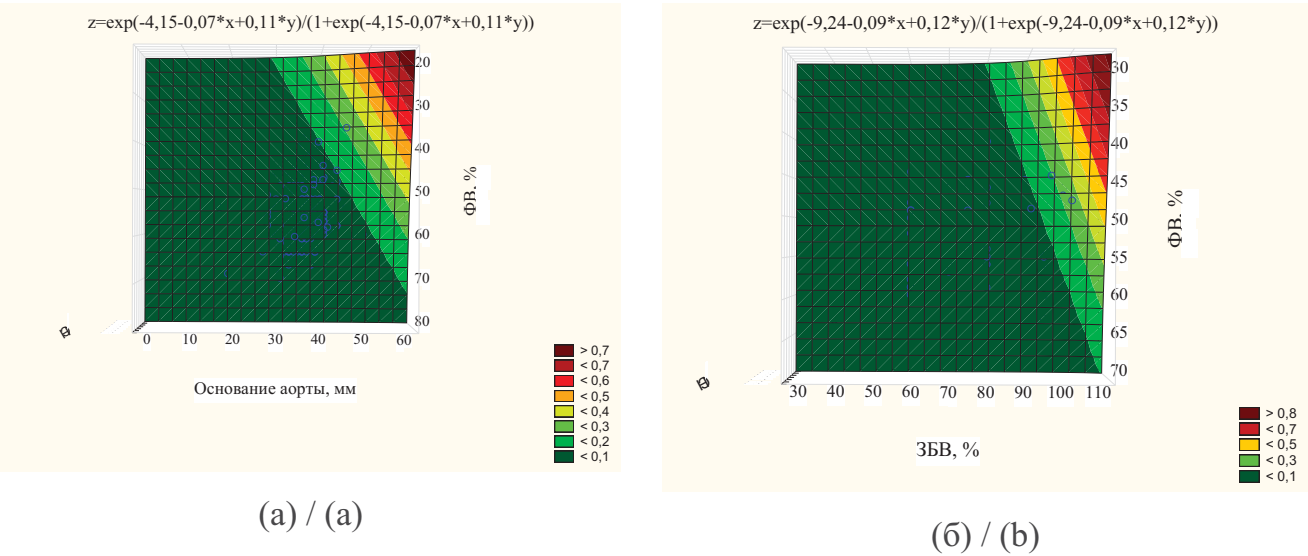 z=exp(-4,15-0,07*x+0,11*y)/(1+exp(-4,15-0,07*x+0,11*y))
20
30
40
50
60
70
80
ФВ. %
0 10 20 30 40 50 60
Основание аорты, мм
> 0,7
< 0,7
< 0,6
< 0,5
< 0,4
< 0,3
< 0,2
< 0,1
(a) / (a)
z=exp(-9,24-0,09*x+0,12*y)/(1+exp(-9,24-0,09*x+0,12*y))
30
35
40
45
50
55
60
65
70
ФВ. %
30 40 50 60 70 80 90 100 110
ЗБВ, %
> 0,8
< 0,7
< 0,5
< 0,3
< 0,1
(б) / (b)